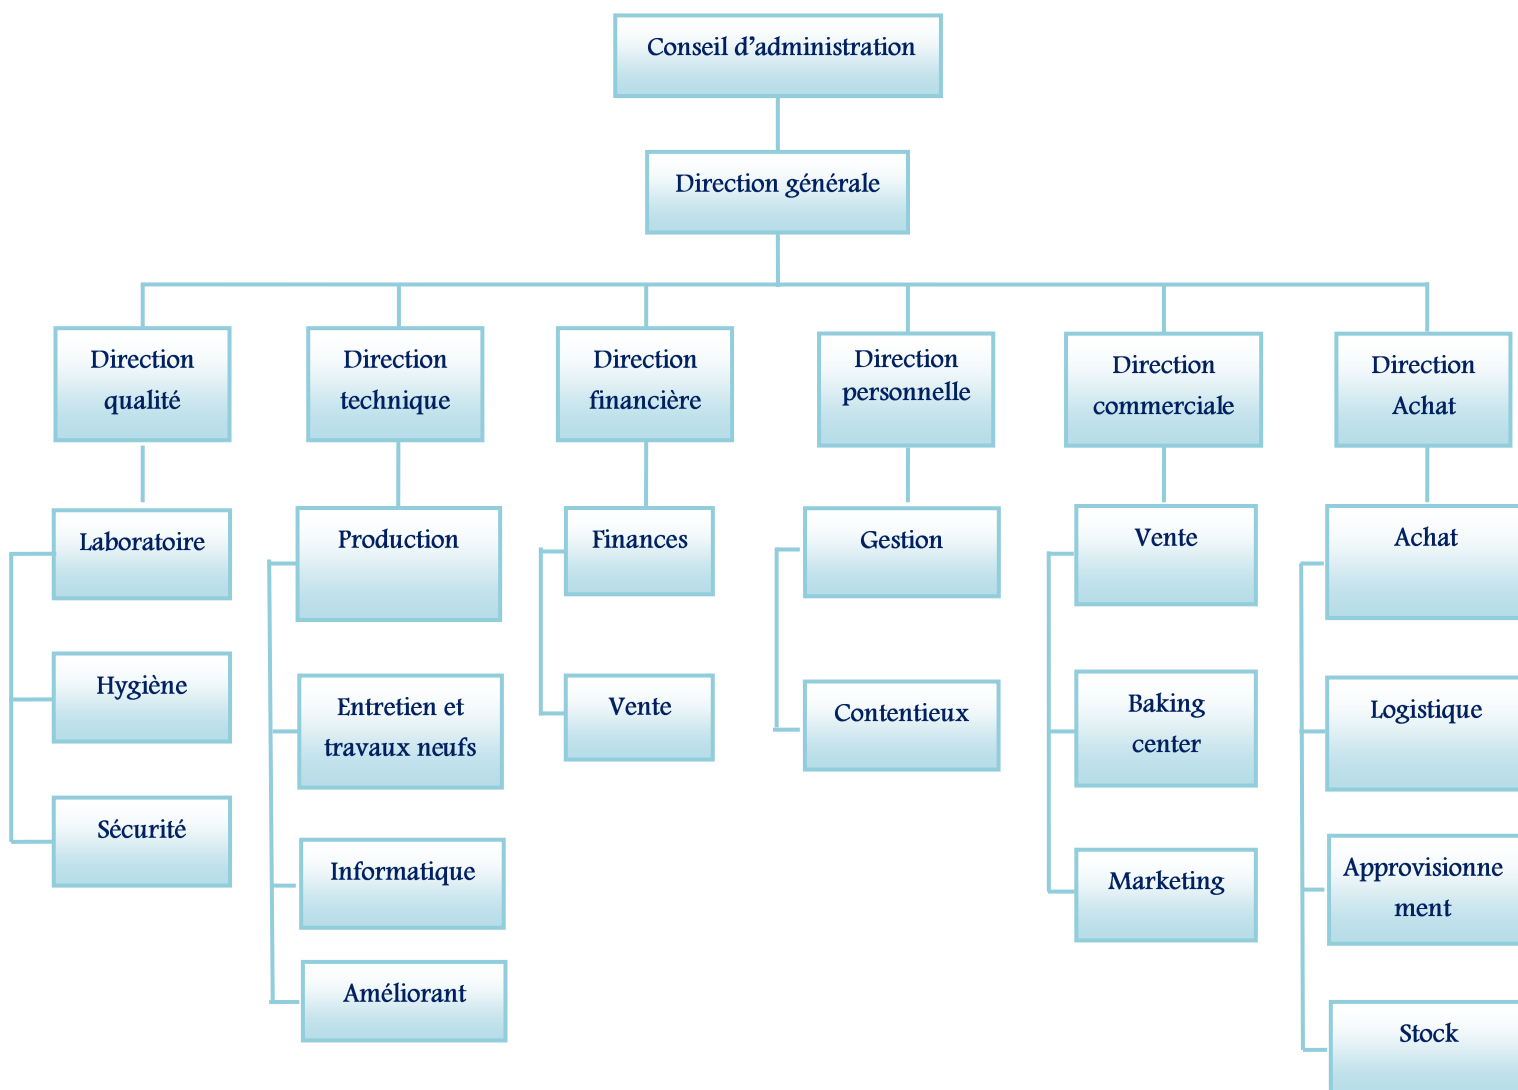 Conseil d'administration
Direction générale
Direction
qualité
Direction
technique
Direction
financière
Direction
personnelle
Direction
commerciale
Direction
Achat
Laboratoire
Production
Finances
Gestion
Vente
Achat
Hygiène
Entretien et
travaux neufs
Vente
Contentieux
Baking
center
Logistique
Sécurité
Informatique
Marketing
Approvisionne
ment
Améliorant
Stock